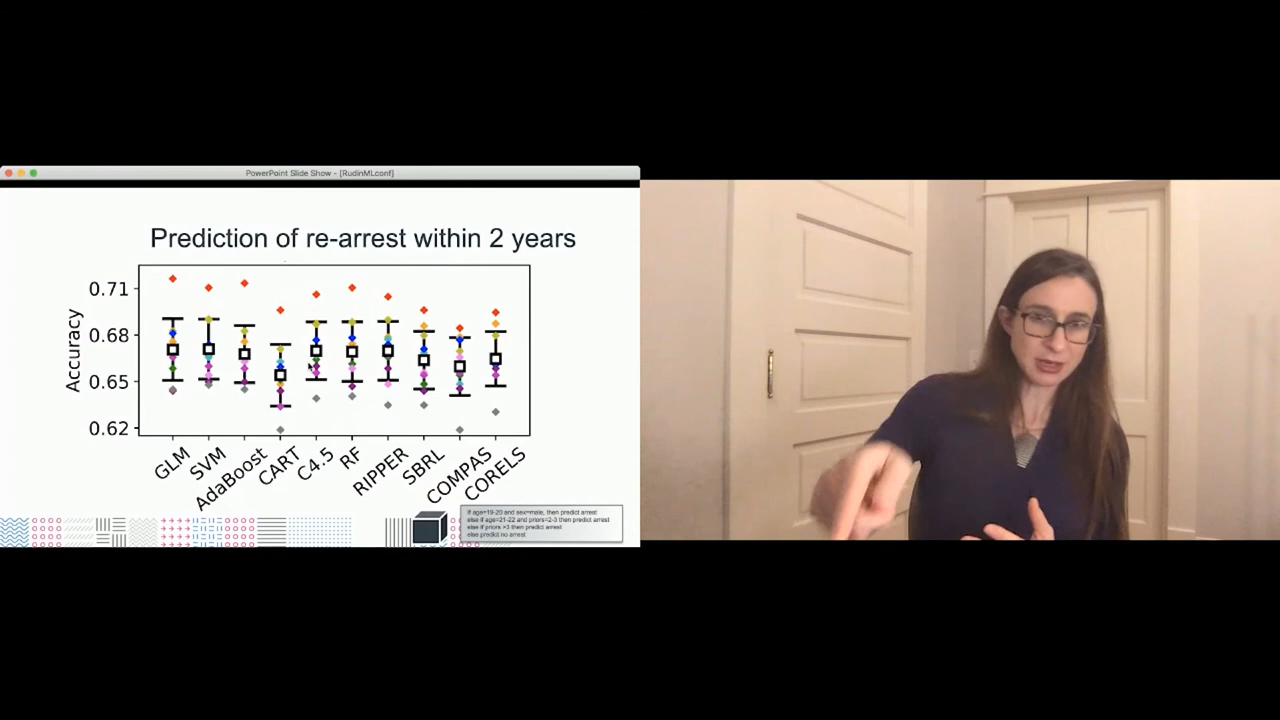 PowerPoint Slide Show - [RudinMLconf]
Prediction of re-arrest within 2 years
Accuracy
0.71
0.68
0.65
0.62
GLM
SVM
AdaBoost
CART
C4.5
RF
RIPPER
SBRL
COMPAS
CORELS
if age=19-20 and sex=male, then predict arrest
else if age=21-22 and priors=2-3 then predict arrest
else if priors >3 then predict arrest
else predict no arrest